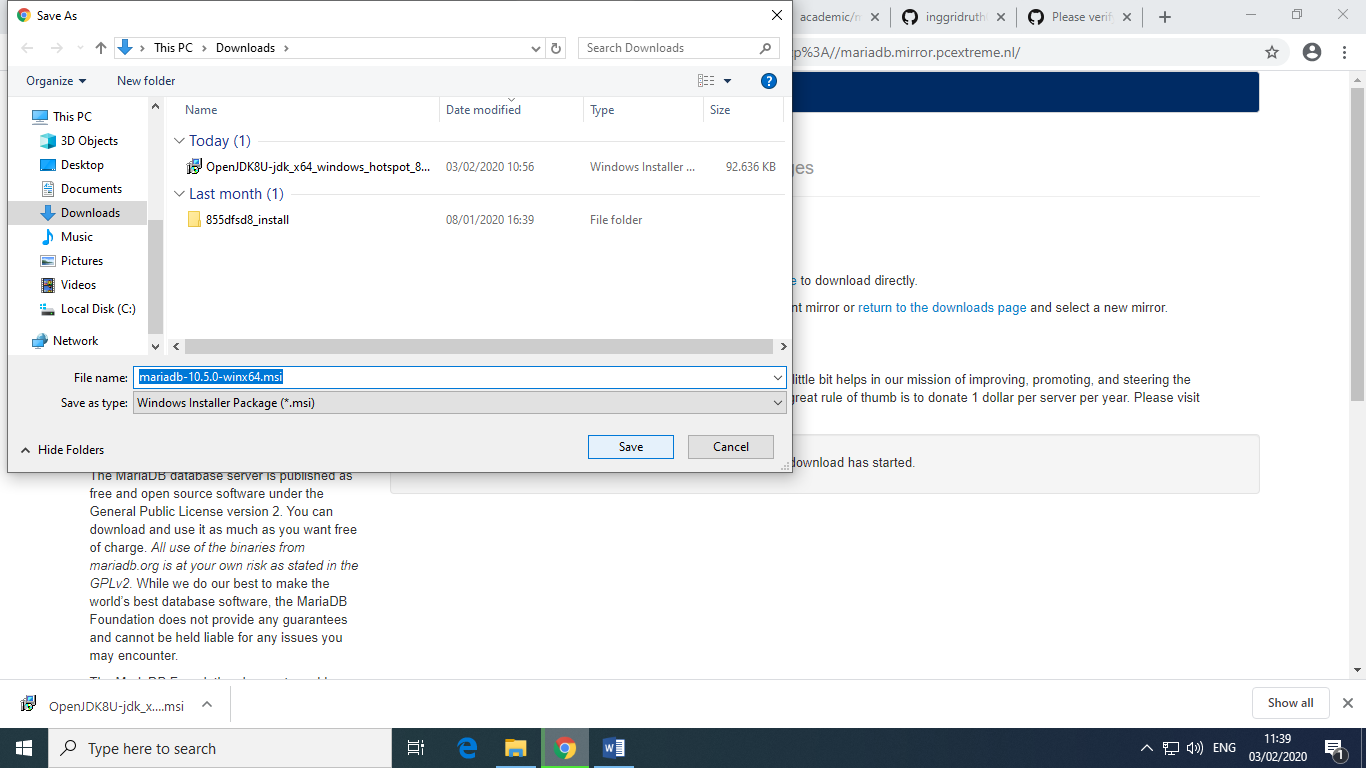 Save As
academic/m
inggridruth
Please verif
This PC
Downloads
Search Downloads
p%3A//mariadb.mirror.pcextreme.nl/
Organize
New folder
?
This PC
3D Objects
Desktop
Documents
Downloads
Music
Pictures
Videos
Local Disk (C:)
Network
Name
Date modified
Type
Size
Today (1)
OpenJDK8U-jdk_x64_windows_hotspot_8...
03/02/2020 10:56
Windows Installer ...
92.636 KB
Last month (1)
855dfsd8_install
08/01/2020 16:39
File folder
ges
e to download directly.
nt mirror or return to the downloads page and select a new mirror.
little bit helps in our mission of improving, promoting, and steering the
great rule of thumb is to donate 1 dollar per server per year. Please visit
download has started.
File name: mariadb-10.5.0-winx64.msi
Save as type: Windows Installer Package (*.msi)
Hide Folders
Save
Cancel
The MariaDB database server is published as
free and open source software under the
General Public License version 2. You can
download and use it as much as you want free
of charge. All use of the binaries from
mariadb.org is at your own risk as stated in the
GPLv2. While we do our best to make the
world's best database software, the MariaDB
Foundation does not provide any guarantees
and cannot be held liable for any issues you
may encounter.
OpenJDK8U-jdk_x....msi
Show all
Type here to search
ENG
11:39
03/02/2020
1